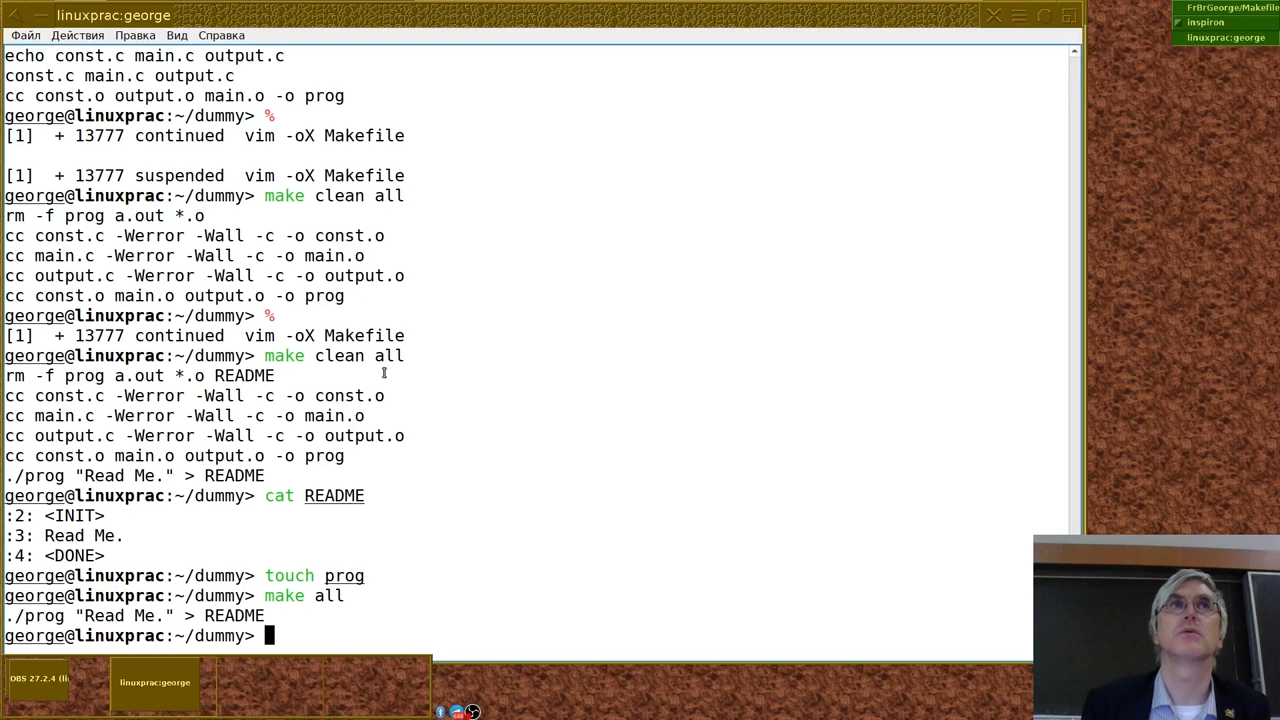 linuxprac:george
Файл Действия Правка Вид Справка
echo const.c main.c output.c
const.c main.c output.c
cc const.o output.o main.o -o prog
george@linuxprac:~/dummy> %
[1]  + 13777 continued  vim -oX Makefile
[1]  + 13777 suspended  vim -oX Makefile
george@linuxprac:~/dummy> make clean all
rm -f prog a.out *.o
cc const.c -Werror -Wall -c -o const.o
cc main.c -Werror -Wall -c -o main.o
cc output.c -Werror -Wall -c -o output.o
cc const.o main.o output.o -o prog
george@linuxprac:~/dummy> %
[1]  + 13777 continued  vim -oX Makefile
george@linuxprac:~/dummy> make clean all
rm -f prog a.out *.o README
cc const.c -Werror -Wall -c -o const.o
cc main.c -Werror -Wall -c -o main.o
cc output.c -Werror -Wall -c -o output.o
cc const.o main.o output.o -o prog
./prog "Read Me." > README
george@linuxprac:~/dummy> cat README
:2: <INIT>
:3: Read Me.
:4: <DONE>
george@linuxprac:~/dummy> touch prog
george@linuxprac:~/dummy> make all
./prog "Read Me." > README
george@linuxprac:~/dummy>
FrBrGeorge/Makefile
inspiron
linuxprac:george
OBS 27.2.4 (li
linuxprac:george